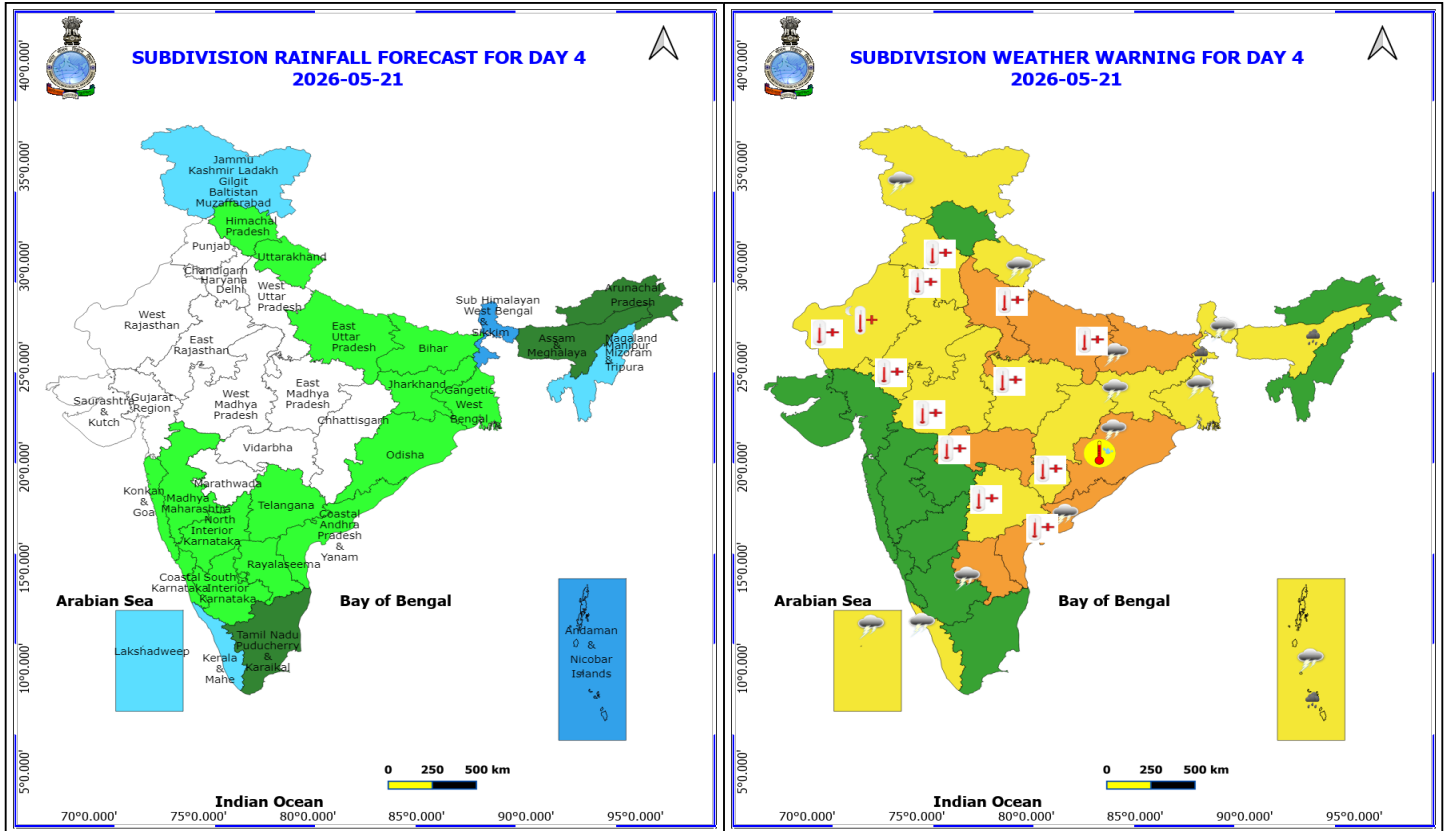 SUBDIVISION RAINFALL FORECAST FOR DAY 4
2026-05-21
40°0.000'
35°0.000'
30°0.000'
25°0.000'
20°0.000'
15°0.000'
10°0.000'
5°0.000'
Jammu
Kashmir Ladakh
Gilgit
Baltistan
Muzaffarabad
Himachal
Pradesh
Punjab
Uttarakhand
Chandigarh
Haryana
Delhi
West
Uttar
Pradesh
West
Rajasthan
East
Rajasthan
East
Uttar
Pradesh
Bihar
Sub Himalayan
West Bengal
&
Sikkim
Arunachal
Pradesh
Assam
&
Meghalaya
Nagaland
Manipur
Mizoram
&
Tripura
Jharkhand
Gangetic
West
Bengal
Saurashtra
&
Kutch
Gujarat
Region
West
Madhya
Pradesh
East
Madhya
Pradesh
Chhattisgarh
Vidarbha
Odisha
Konkan
&
Goa
Madhya
Maharashtra
Marathwada
Telangana
North
Interior
Karnataka
Coastal
Andhra
Pradesh
&
Yanam
Rayalaseema
Coastal
Karnataka
South
Interior
Karnataka
Arabian Sea
Bay of Bengal
Lakshadweep
Kerala
&
Mahe
Tamil Nadu
Puducherry
&
Karaikal
Andaman
&
Nicobar
Islands
0 250 500 km
Indian Ocean
70°0.000' 75°0.000' 80°0.000' 85°0.000' 90°0.000' 95°0.000'
SUBDIVISION WEATHER WARNING FOR DAY 4
2026-05-21
40°0.000'
35°0.000'
30°0.000'
25°0.000'
20°0.000'
15°0.000'
10°0.000'
5°0.000'
Arabian Sea
Bay of Bengal
0 250 500 km
Indian Ocean
70°0.000' 75°0.000' 80°0.000' 85°0.000' 90°0.000' 95°0.000'